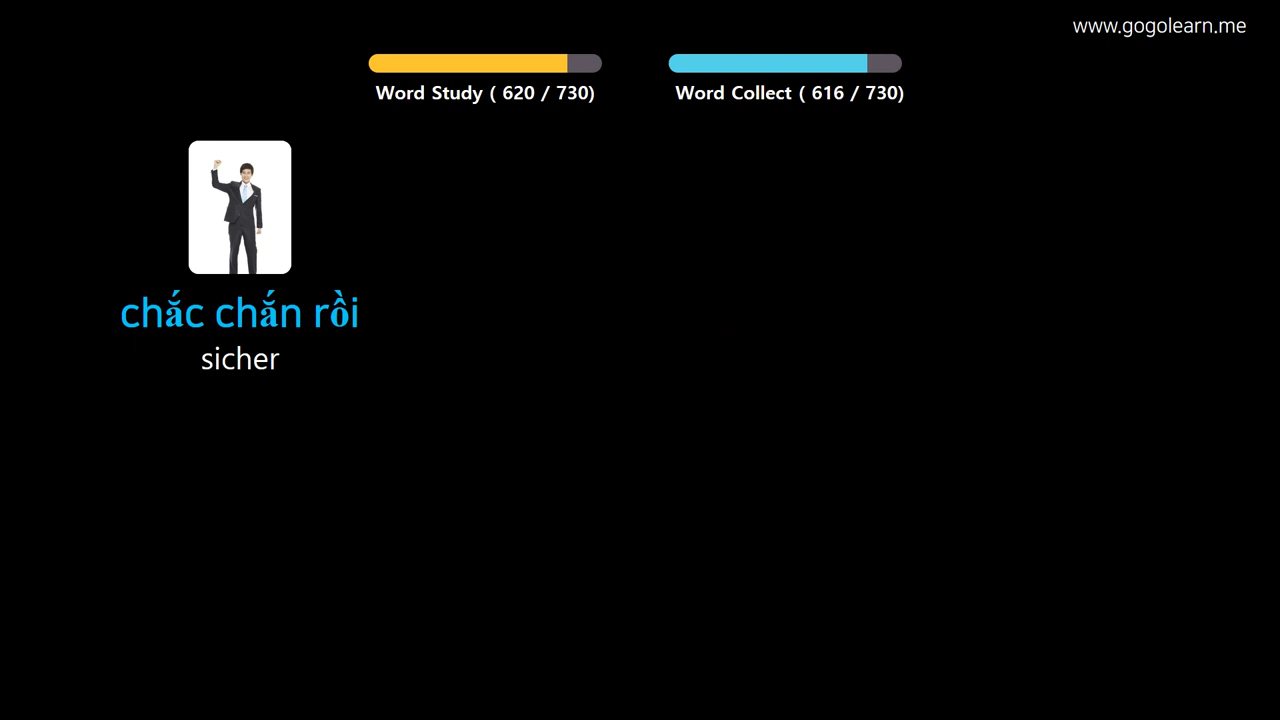 www.gogolearn.me
Word Study ( 620 / 730)
Word Collect ( 616 / 730)
chắc chắn rồi
sicher